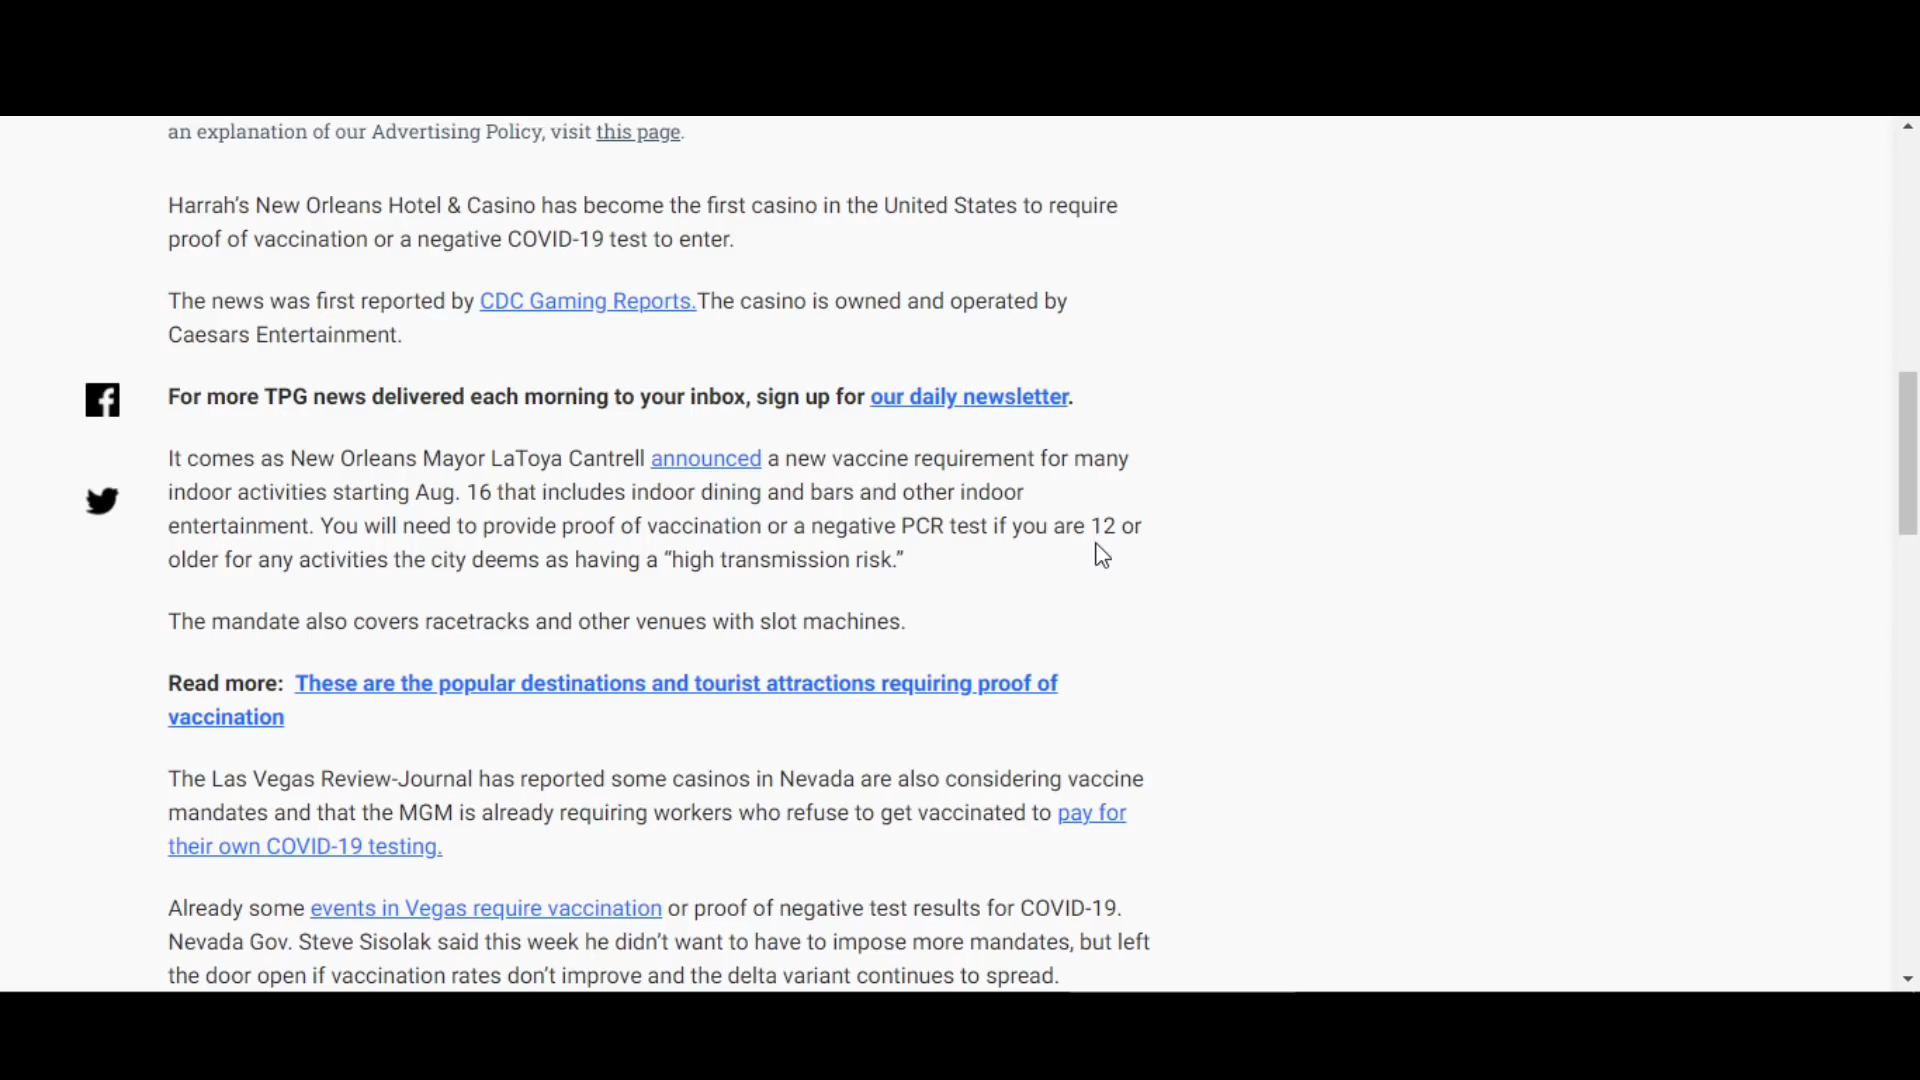 an explanation of our Advertising Policy, visit this page.
Harrah’s New Orleans Hotel & Casino has become the first casino in the United States to require
proof of vaccination or a negative COVID-19 test to enter.
The news was first reported by CDC Gaming Reports.The casino is owned and operated by
Caesars Entertainment.
For more TPG news delivered each morning to your inbox, sign up for our daily newsletter.
It comes as New Orleans Mayor LaToya Cantrell announced a new vaccine requirement for many
indoor activities starting Aug. 16 that includes indoor dining and bars and other indoor
entertainment. You will need to provide proof of vaccination or a negative PCR test if you are 12 or
older for any activities the city deems as having a “high transmission risk.”
The mandate also covers racetracks and other venues with slot machines.
Read more: These are the popular destinations and tourist attractions requiring proof of
vaccination
The Las Vegas Review-Journal has reported some casinos in Nevada are also considering vaccine
mandates and that the MGM is already requiring workers who refuse to get vaccinated to pay for
their own COVID-19 testing.
Already some events in Vegas require vaccination or proof of negative test results for COVID-19.
Nevada Gov. Steve Sisolak said this week he didn’t want to have to impose more mandates, but left
the door open if vaccination rates don’t improve and the delta variant continues to spread.